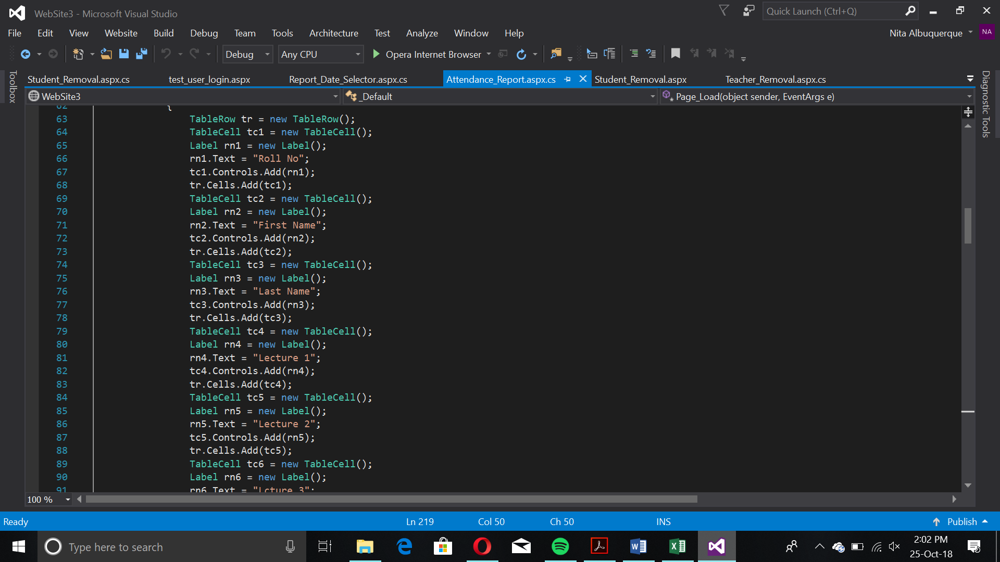 WebSite3 - Microsoft Visual Studio
Quick Launch (Ctrl+Q)
File Edit View Website Build Debug Team Tools Architecture Test Analyze Window Help
Nita Albuquerque NA
Debug Any CPU Opera Internet Browser
Toolbox
Student_Removal.aspx.cs test_user_login.aspx Report_Date_Selector.aspx.cs Attendance_Report.aspx.cs Student_Removal.aspx Teacher_Removal.aspx.cs
Diagnostic Tools
WebSite3 _Default Page_Load(object sender, EventArgs e)
62 {
63 TableRow tr = new TableRow();
64 TableCell tc1 = new TableCell();
65 Label rn1 = new Label();
66 rn1.Text = "Roll No";
67 tc1.Controls.Add(rn1);
68 tr.Cells.Add(tc1);
69 TableCell tc2 = new TableCell();
70 Label rn2 = new Label();
71 rn2.Text = "First Name";
72 tc2.Controls.Add(rn2);
73 tr.Cells.Add(tc2);
74 TableCell tc3 = new TableCell();
75 Label rn3 = new Label();
76 rn3.Text = "Last Name";
77 tc3.Controls.Add(rn3);
78 tr.Cells.Add(tc3);
79 TableCell tc4 = new TableCell();
80 Label rn4 = new Label();
81 rn4.Text = "Lecture 1";
82 tc4.Controls.Add(rn4);
83 tr.Cells.Add(tc4);
84 TableCell tc5 = new TableCell();
85 Label rn5 = new Label();
86 rn5.Text = "Lecture 2";
87 tc5.Controls.Add(rn5);
88 tr.Cells.Add(tc5);
89 TableCell tc6 = new TableCell();
90 Label rn6 = new Label();
91 rn6.Text = "Lcture 3";
100 %
Ready Ln 219 Col 50 Ch 50 INS Publish
Type here to search
2:02 PM
25-Oct-18